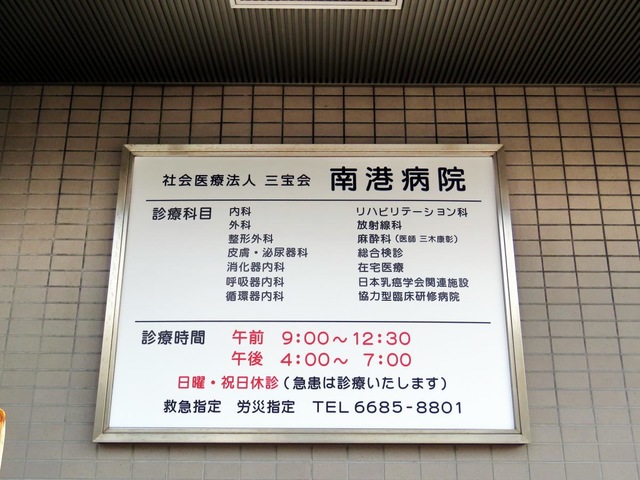 社会医療法人 三宝会 南港病院
診療科目 内科 リハビリテーション科
外科 放射線科
整形外科 麻酔科(医師 三木康彰)
皮膚・泌尿器科 総合検診
消化器内科 在宅医療
呼吸器内科 日本乳癌学会関連施設
循環器内科 協力型臨床研修病院
診療時間 午前 9:00〜12:30
午後 4:00〜 7:00
日曜・祝日休診(急患は診療いたします)
救急指定 労災指定 TEL 6685-8801